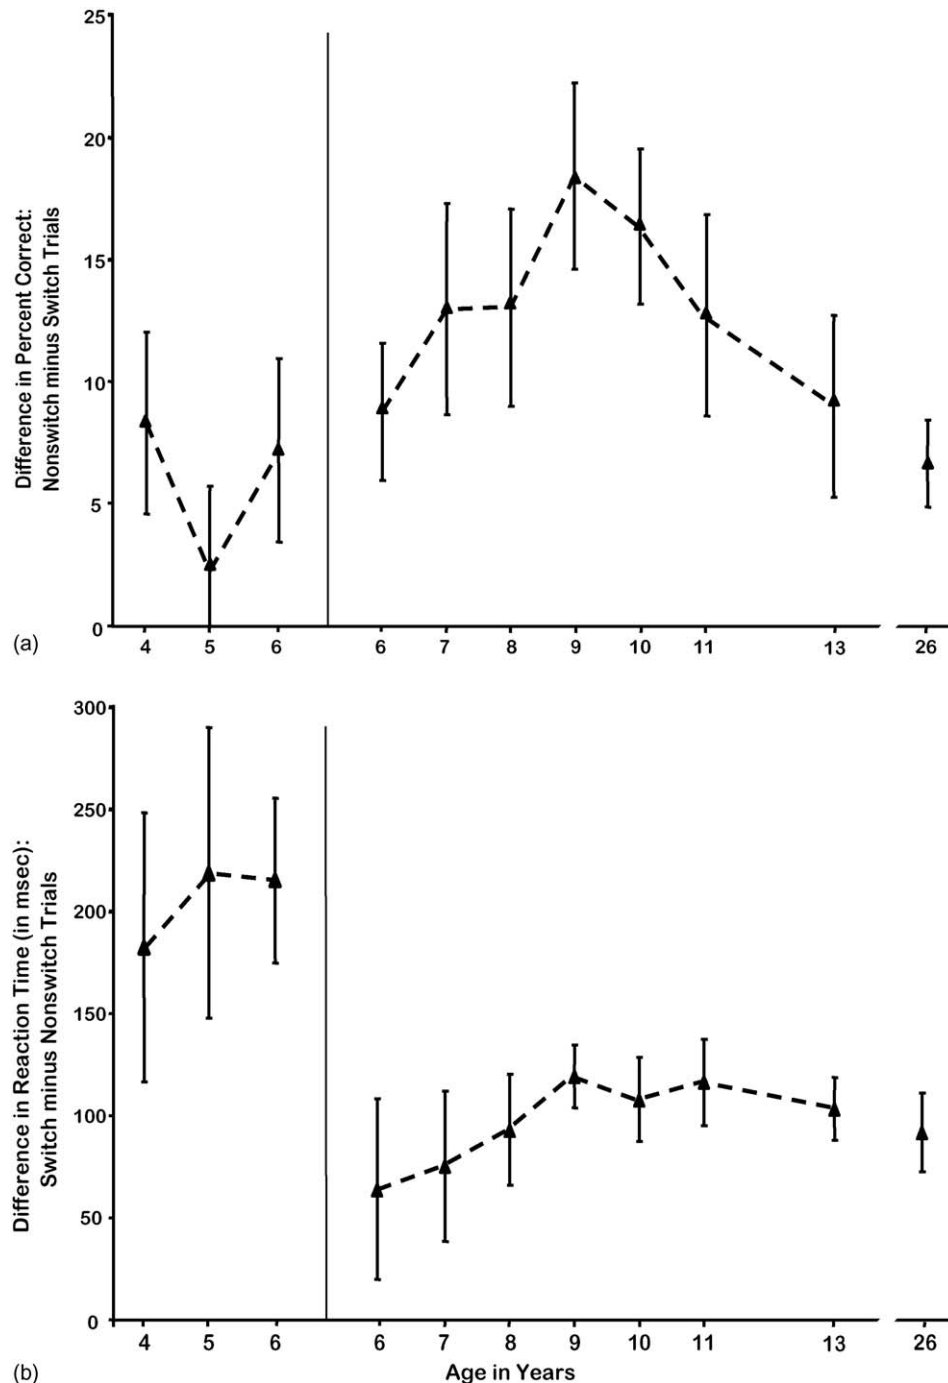 25
20
15
10
5
0
Difference in Percent Correct:
Nonswitch minus Switch Trials
4 5 6 6 7 8 9 10 11 13 26
(a)
300
250
200
150
100
50
0
Difference in Reaction Time (in msec):
Switch minus Nonswitch Trials
4 5 6 6 7 8 9 10 11 13 26
(b)
Age in Years